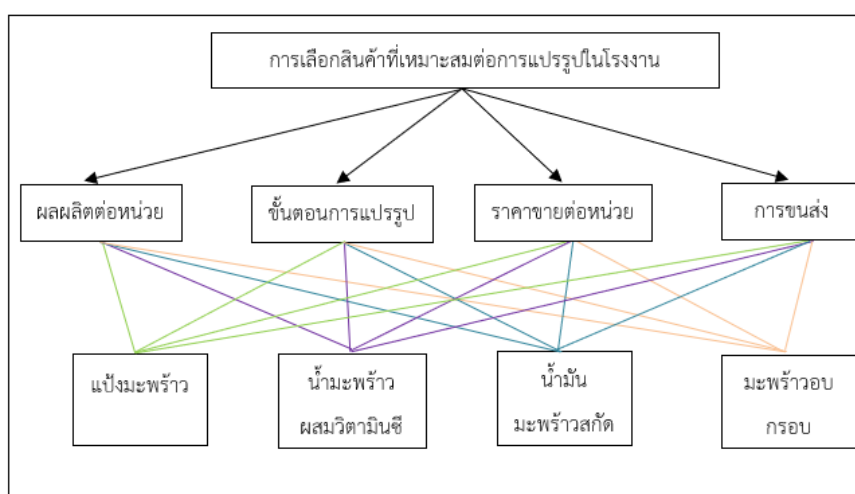 การเลือกสินค้าที่เหมาะสมต่อการแปรรูปในโรงงาน
ผลผลิตต่อหน่วย
ขั้นตอนการแปรรูป
ราคาขายต่อหน่วย
การขนส่ง
แป้งมะพร้าว
น้ำมะพร้าว
ผสมวิตามินซี
น้ำมัน
มะพร้าวสกัด
มะพร้าวอบ
กรอบ